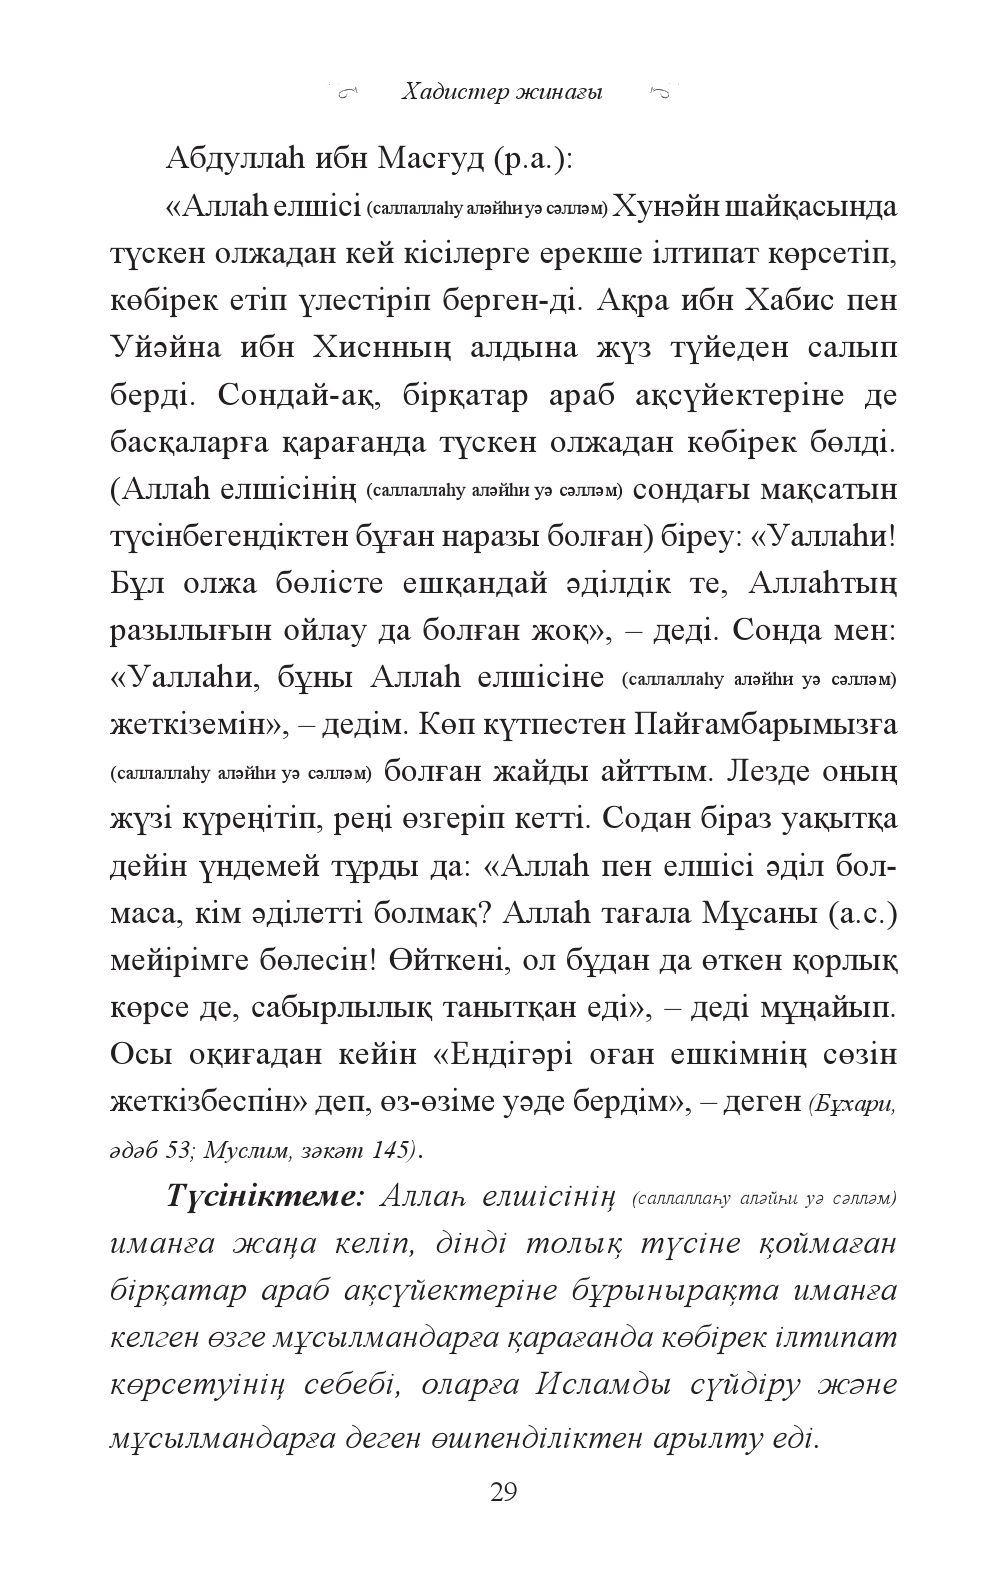 Хадистер жинағы
Абдуллаһ ибн Масғуд (р.а.):
«Аллаһ елшісі (саллаллаһу аләйһи уә сәлләм) Хунәйн шайқасында
түскен олжадан кей кісілерге ерекше ілтипат көрсетіп,
көбірек етіп үлестіріп берген-ді. Ақра ибн Хабис пен
Уйәйна ибн Хиснның алдына жүз түйеден салып
берді. Сондай-ақ, бірқатар араб ақсүйектеріне де
басқаларға қарағанда түскен олжадан көбірек бөлді.
(Аллаһ елшісінің (саллаллаһу аләйһи уә сәлләм) сондағы мақсатын
түсінбегендіктен бұған наразы болған) біреу: «Уаллаһи!
Бұл олжа бөлісте ешқандай әділдік те, Аллаһтың
разылығын ойлау да болған жоқ», – деді. Сонда мен:
«Уаллаһи, бұны Аллаһ елшісіне (саллаллаһу аләйһи уә сәлләм)
жеткіземін», – дедім. Көп күтпестен Пайғамбарымызға
(саллаллаһу аләйһи уә сәлләм) болған жайды айттым. Лезде оның
жүзі күреңітіп, реңі өзгеріп кетті. Содан біраз уақытқа
дейін үндемей тұрды да: «Аллаһ пен елшісі әділ бол-
маса, кім әділетті болмақ? Аллаһ тағала Мұсаны (а.с.)
мейірімге бөлесін! Өйткені, ол бұдан да өткен қорлық
көрсе де, сабырлылық танытқан еді», – деді мұңайып.
Осы оқиғадан кейін «Ендігәрі оған ешкімнің сөзін
жеткізбеспін» деп, өз-өзіме уәде бердім», – деген (Бұхари,
әдәб 53; Муслим, зәкәт 145).
Түсініктеме: Аллаһ елшісінің (саллаллаһу аләйһи уә сәлләм)
иманға жаңа келіп, дінді толық түсіне қоймаған
бірқатар араб ақсүйектеріне бұрынырақта иманға
келген өзге мұсылмандарға қарағанда көбірек ілтипат
көрсетуінің себебі, оларға Исламды сүйдіру және
мұсылмандарға деген өшпенділіктен арылту еді.
29